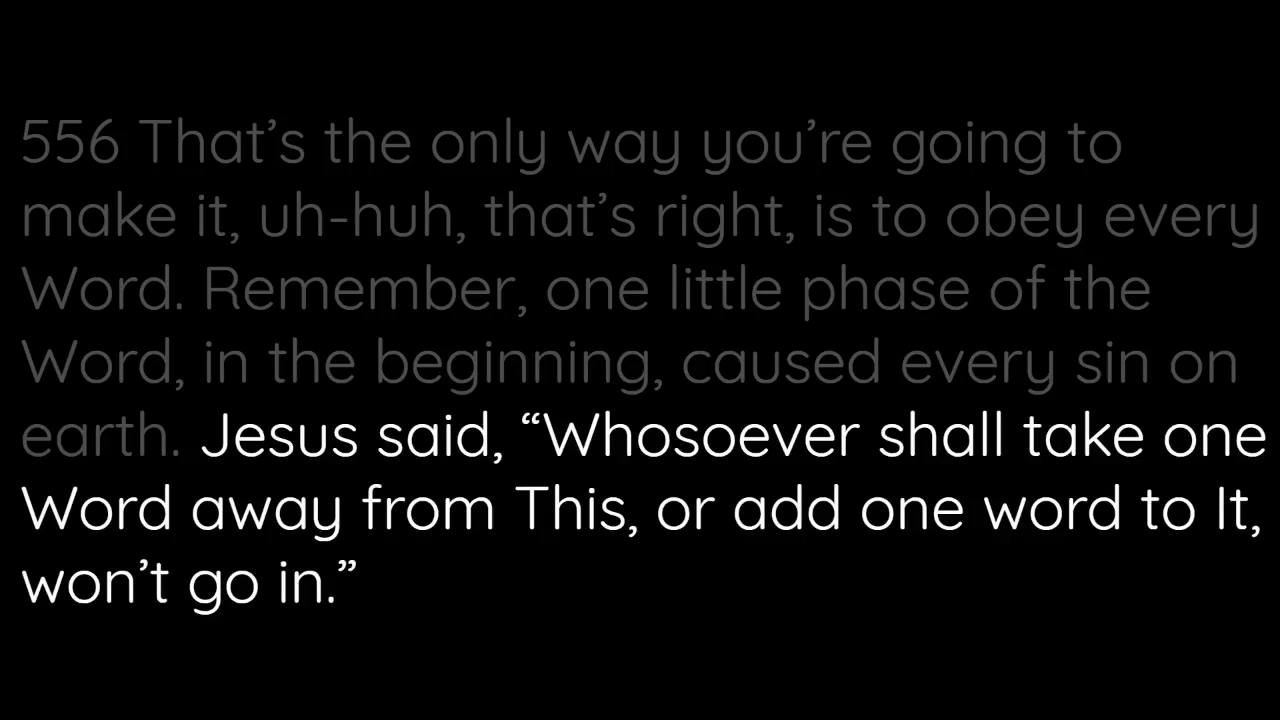 556 That’s the only way you’re going to
make it, uh-huh, that’s right, is to obey every
Word. Remember, one little phase of the
Word, in the beginning, caused every sin on
earth. Jesus said, “Whosoever shall take one
Word away from This, or add one word to It,
won’t go in.”